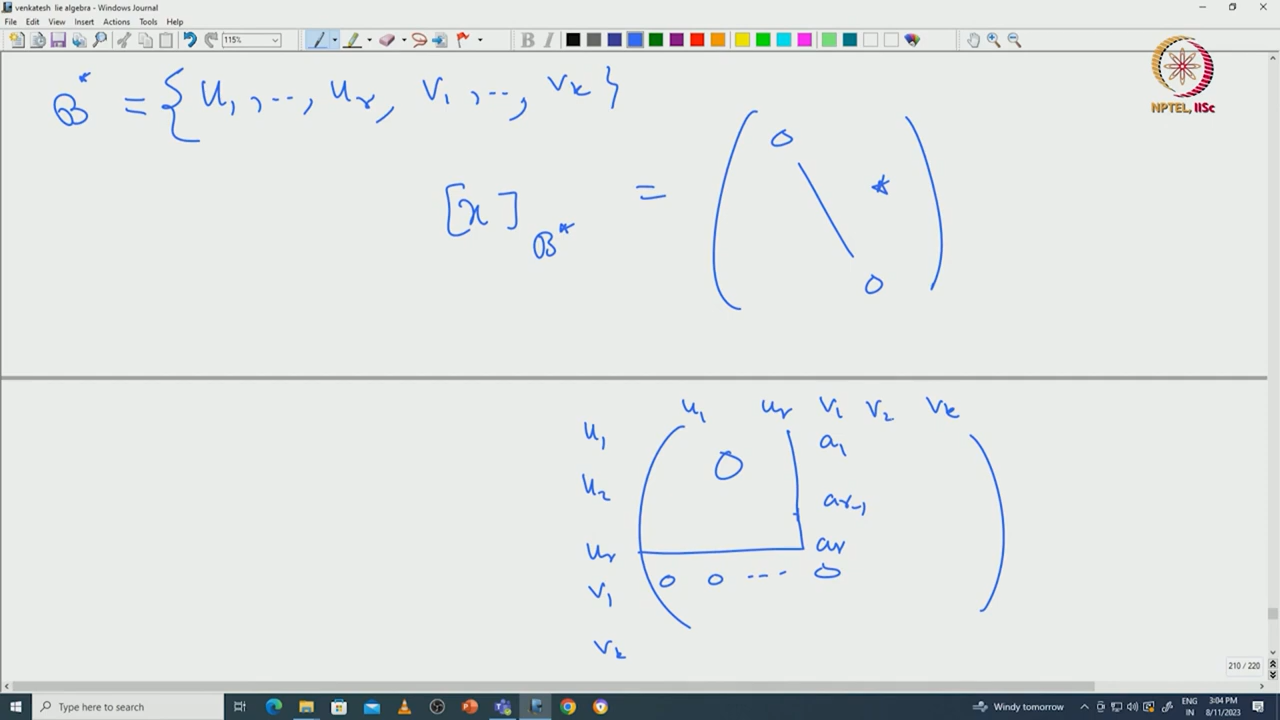 venkatesh lie algebra - Windows Journal
File Edit View Insert Actions Tools Help
115%
B* = { u₁, ..., uᵣ, v₁, ..., vₖ }
NPTEL, IISc
[x]_B* = ( 0 * 0 )
u₁ uᵣ v₁ v₂ vₖ
u₁ 0 a₁
u₂ aᵣ₋₁
uᵣ aᵣ
v₁ 0 0 ... 0
vₖ
210 / 220
Type here to search
Windy tomorrow
ENG
IN
3:04 PM
8/11/2023